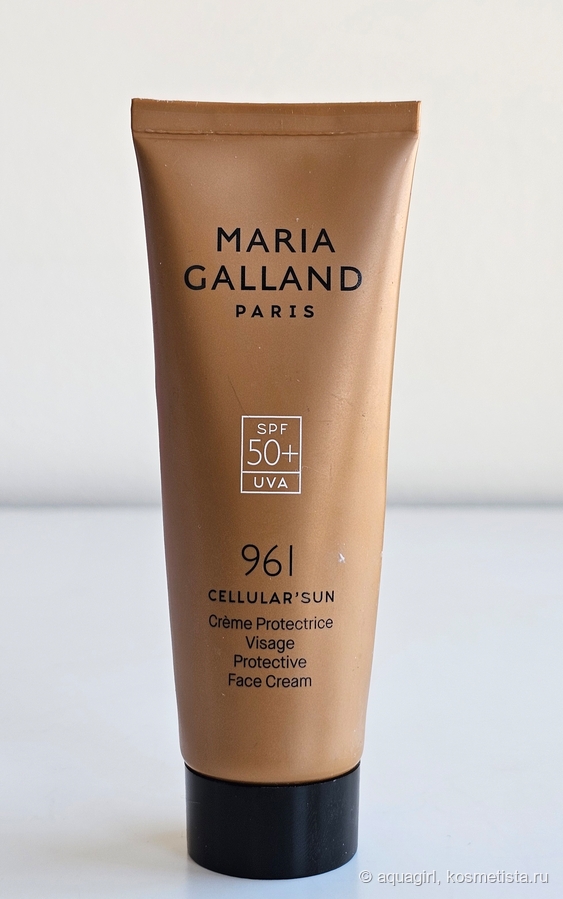 MARIA
GALLAND
PARIS
SPF
50+
UVA
961
CELLULAR'SUN
Crème Protectrice
Visage
Protective
Face Cream
© aquagirl, kosmetista.ru